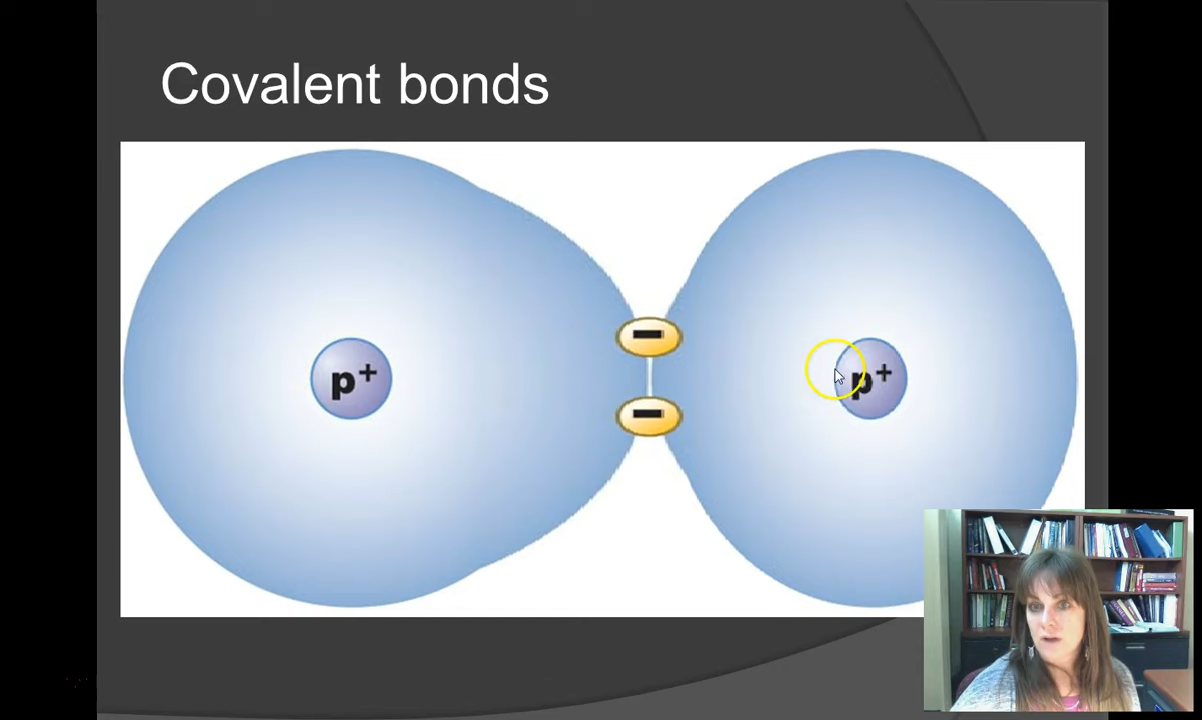 Covalent bonds
−
p⁺ p⁺
−